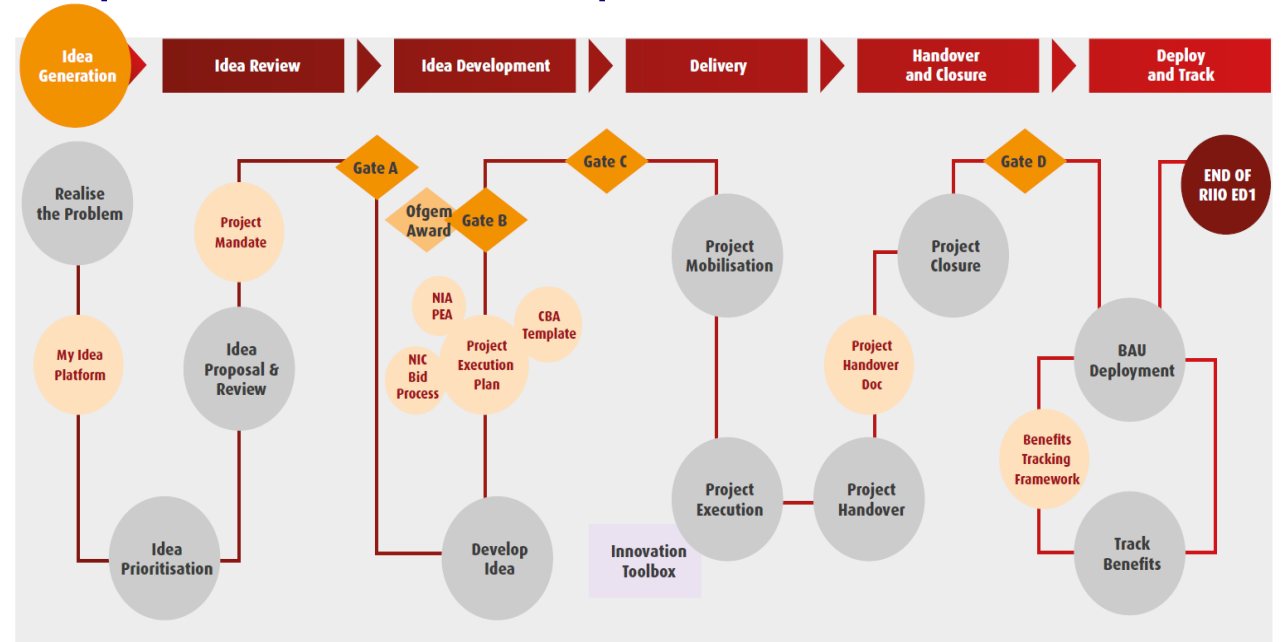 Idea
Generation
Idea Review
Idea Development
Delivery
Handover
and Closure
Deploy
and Track
Realise
the Problem
My Idea
Platform
Idea
Prioritisation
Idea
Proposal &
Review
Project
Mandate
Gate A
Ofgem
Award
Gate B
NIA
PEA
CBA
Template
NIC
Bid
Process
Project
Execution
Plan
Develop
Idea
Gate C
Project
Mobilisation
Innovation
Toolbox
Project
Execution
Project
Handover
Project
Handover
Doc
Project
Closure
Gate D
BAU
Deployment
Benefits
Tracking
Framework
Track
Benefits
END OF
RIIO ED1